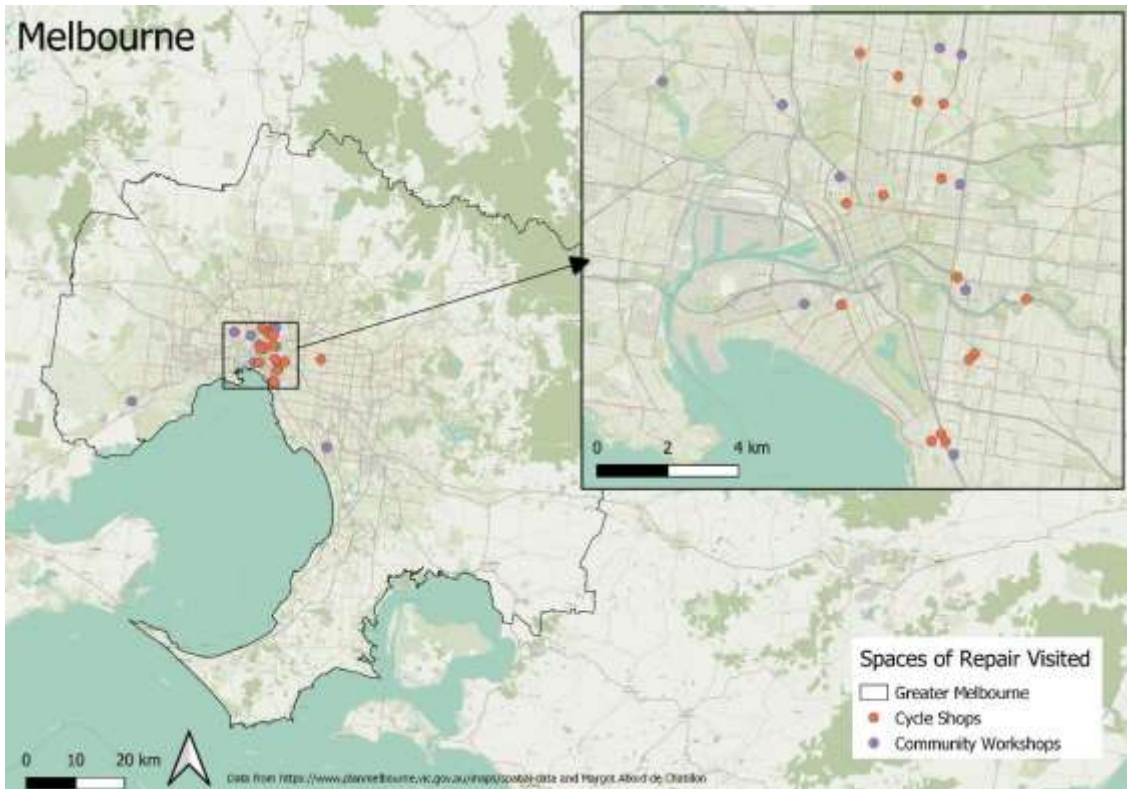 Melbourne
0 2 4 km
Spaces of Repair Visited
Greater Melbourne
Cycle Shops
Community Workshops
0 10 20 km
Data from https://www.planmelbourne.vic.gov.au/maps/spatial-data and Margot Abord de Chatillon